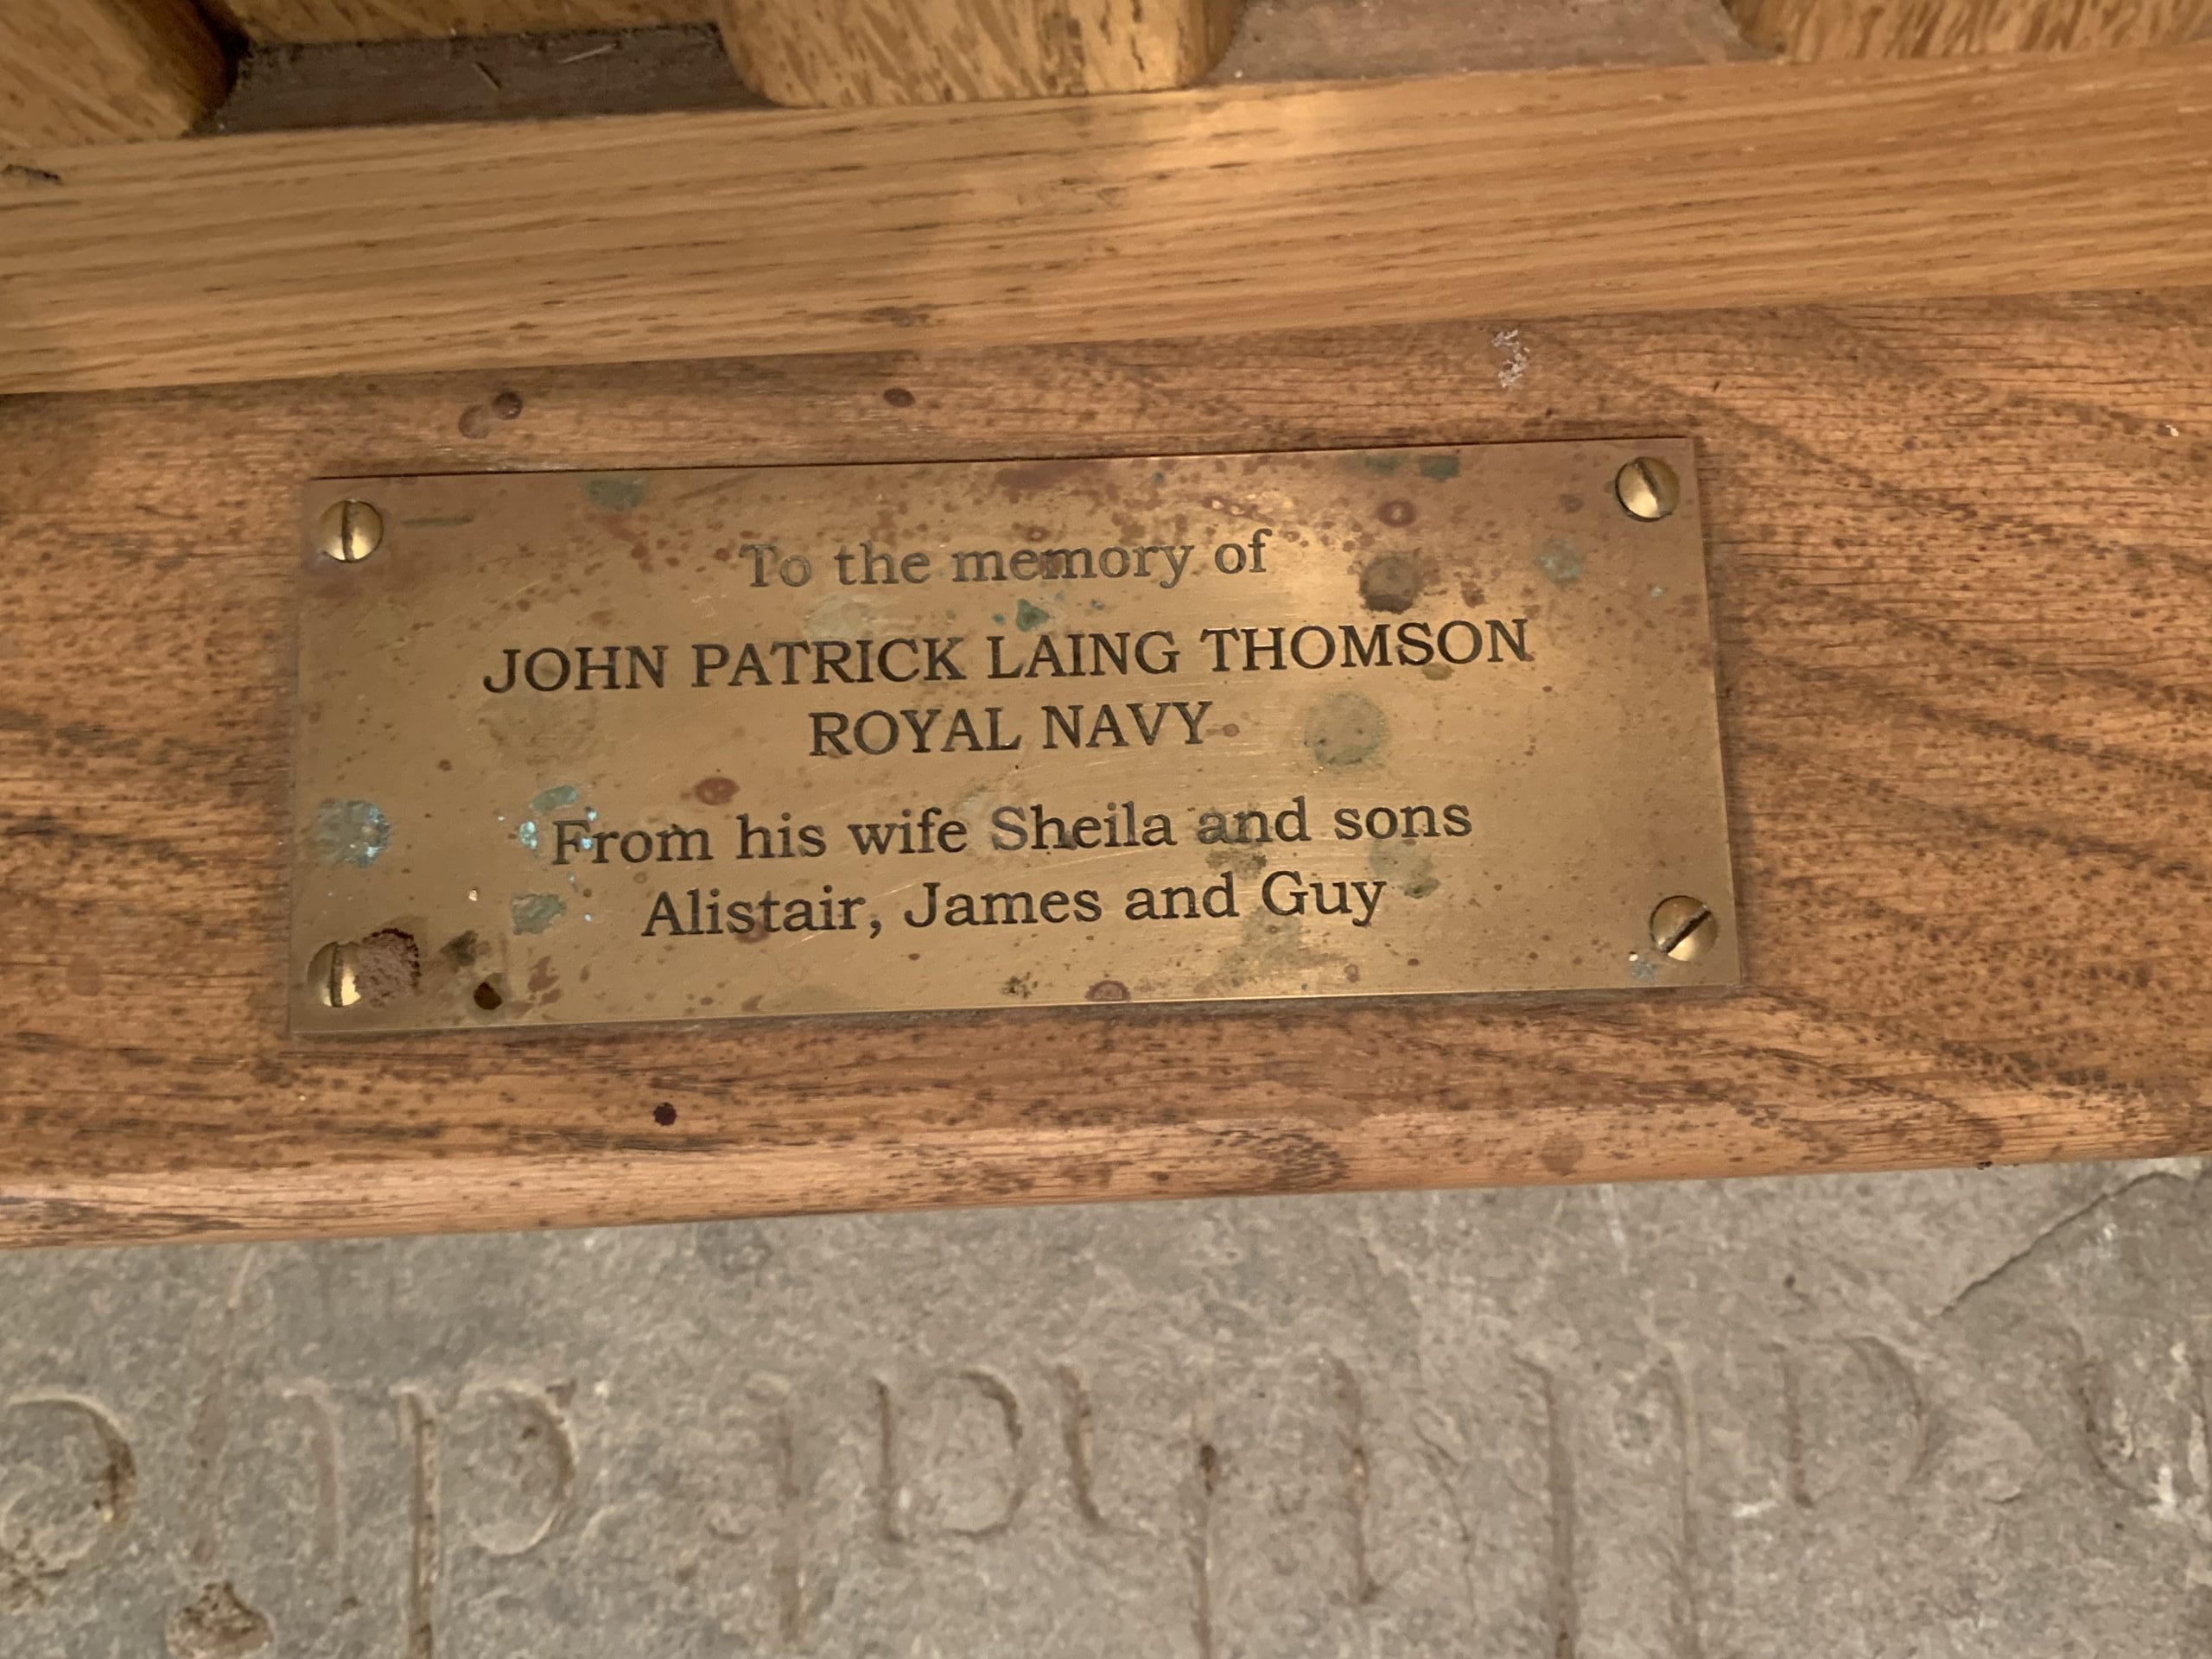 To the memory of
JOHN PATRICK LAING THOMSON
ROYAL NAVY
From his wife Sheila and sons
Alistair, James and Guy